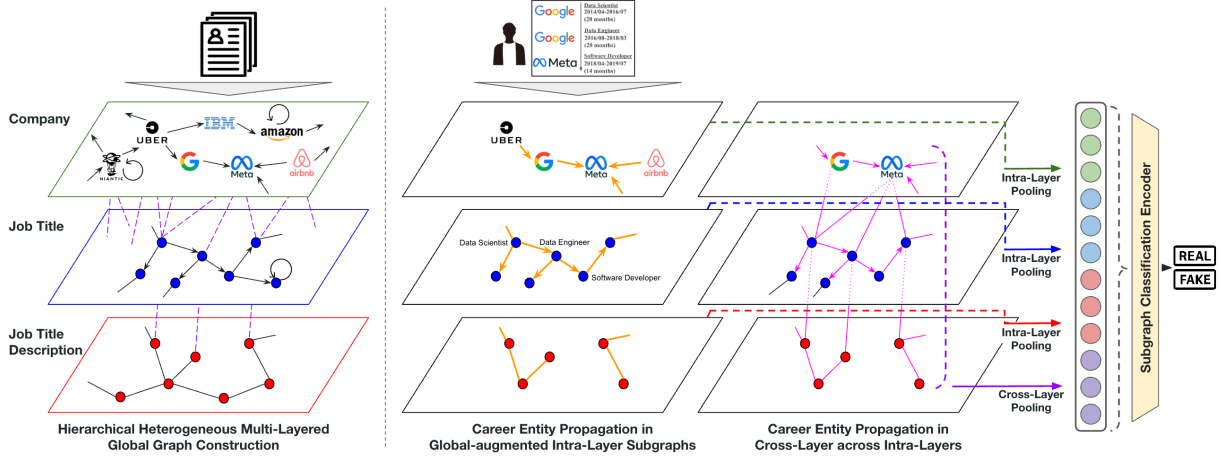 Google
Data Scientist
2014/04-2016/07
(28 months)
Google
Data Engineer
2016/08-2018/03
(20 months)
Meta
Software Developer
2018/04-2019/07
(14 months)
Company
UBER
IBM
amazon
NIANTIC
G
Meta
airbnb
UBER
G
Meta
airbnb
G
Meta
Intra-Layer
Pooling
Job Title
Data Scientist
Data Engineer
Software Developer
Intra-Layer
Pooling
Job Title
Description
Intra-Layer
Pooling
Cross-Layer
Pooling
Subgraph Classification Encoder
REAL
FAKE
Hierarchical Heterogeneous Multi-Layered
Global Graph Construction
Career Entity Propagation in
Global-augmented Intra-Layer Subgraphs
Career Entity Propagation in
Cross-Layer across Intra-Layers